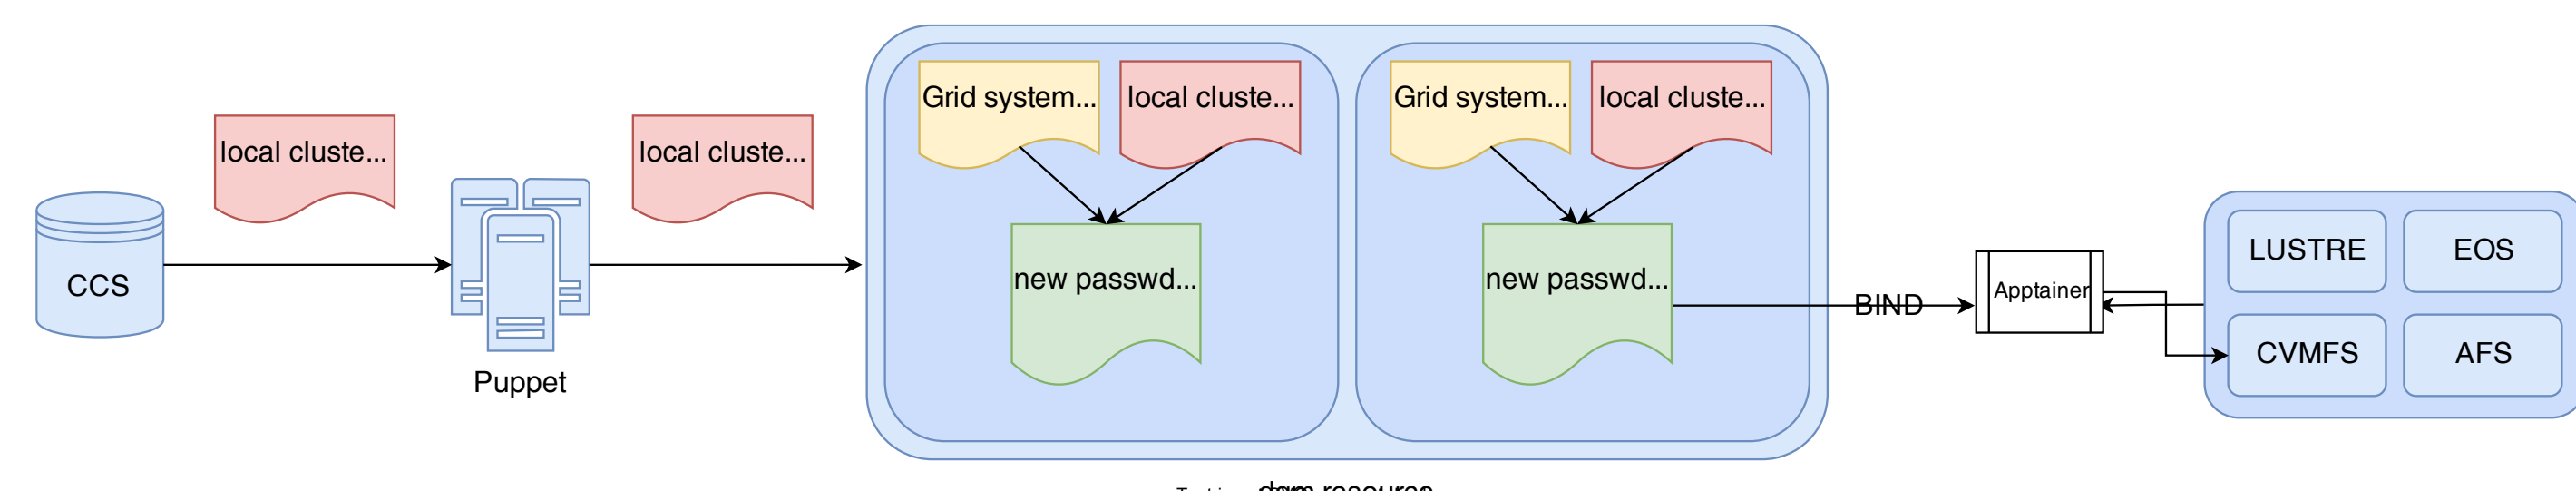 local cluste...
local cluste...
Grid system...
local cluste...
Grid system...
local cluste...
CCS
Puppet
new passwd...
new passwd...
BIND
Apptainer
LUSTRE
EOS
CVMFS
AFS